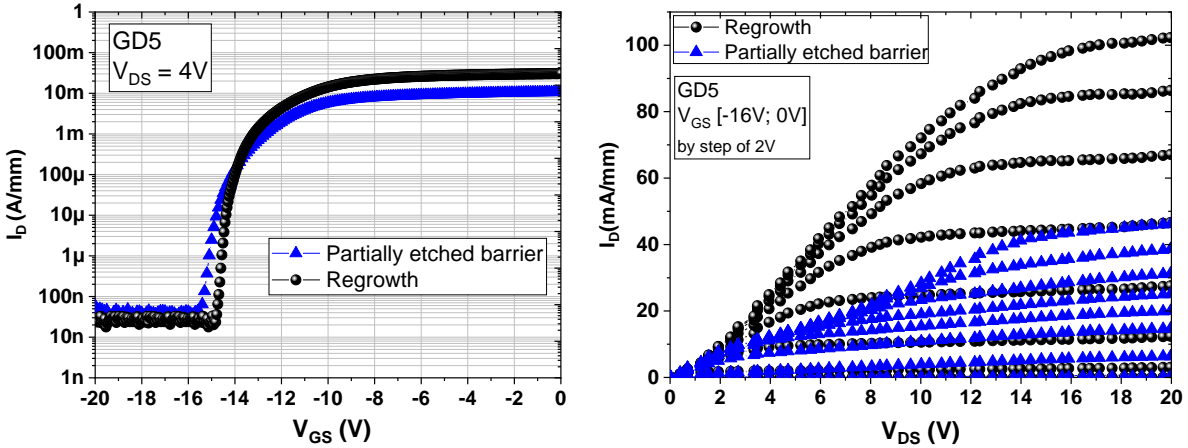 1
100m
10m
1m
100µ
10µ
1µ
100n
10n
1n
I_D (A/mm)
GD5
V_DS = 4V
Partially etched barrier
Regrowth
-20 -18 -16 -14 -12 -10 -8 -6 -4 -2 0
V_GS (V)
100
80
60
40
20
0
I_D(mA/mm)
Regrowth
Partially etched barrier
GD5
V_GS [-16V; 0V]
by step of 2V
0 2 4 6 8 10 12 14 16 18 20
V_DS (V)